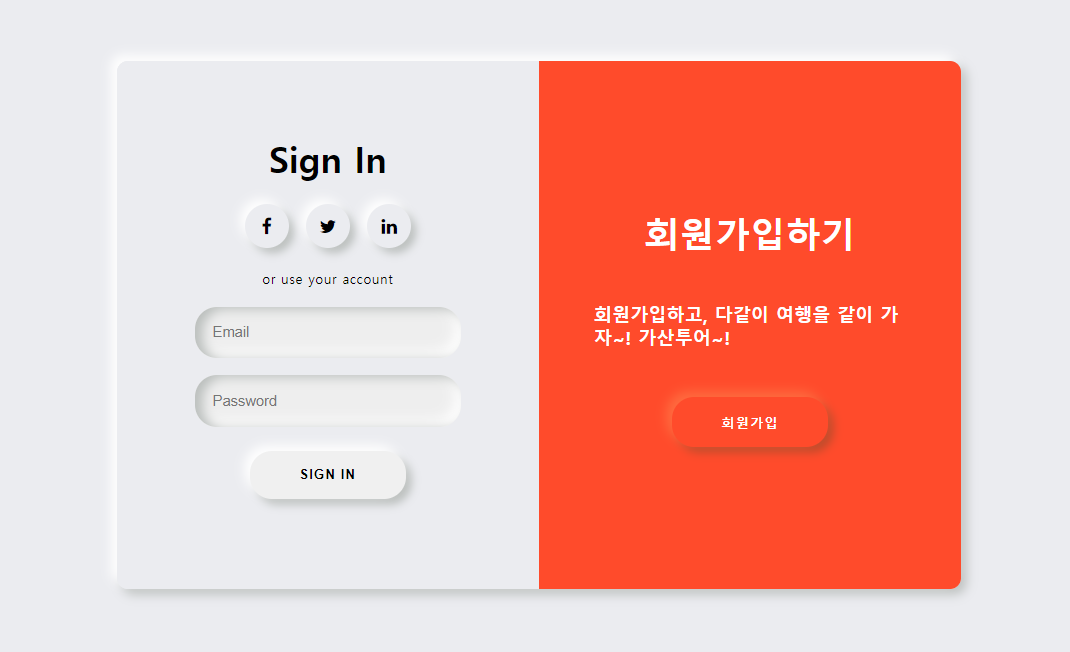 Sign In
or use your account
Email
Password
SIGN IN
회원가입하기
회원가입하고, 다같이 여행을 같이 가
자~! 가산투어~!
회원가입